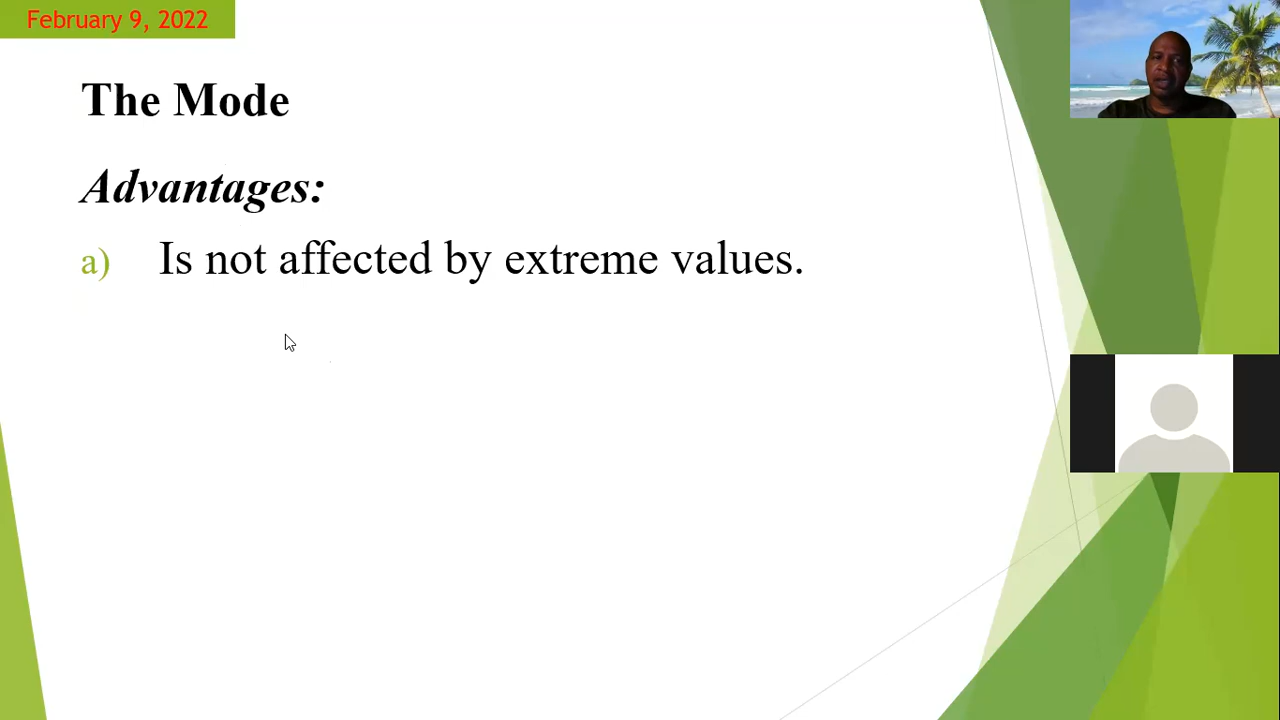 February 9, 2022
The Mode
Advantages:
a) Is not affected by extreme values.